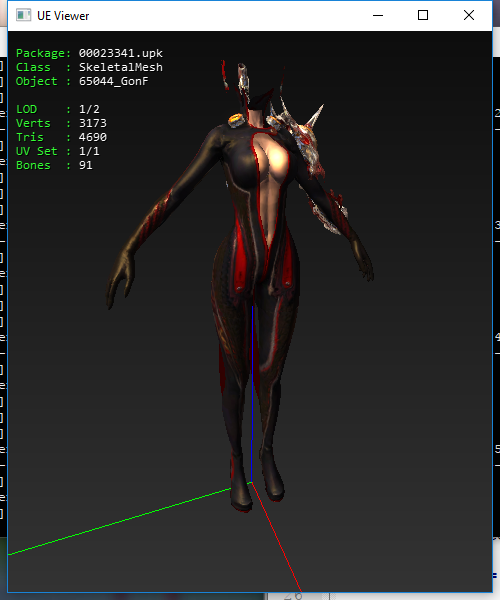 UE Viewer
Package: 00023341.upk
Class : SkeletalMesh
Object : 65044_GonF
LOD : 1/2
Verts : 3173
Tris : 4690
UV Set : 1/1
Bones : 91